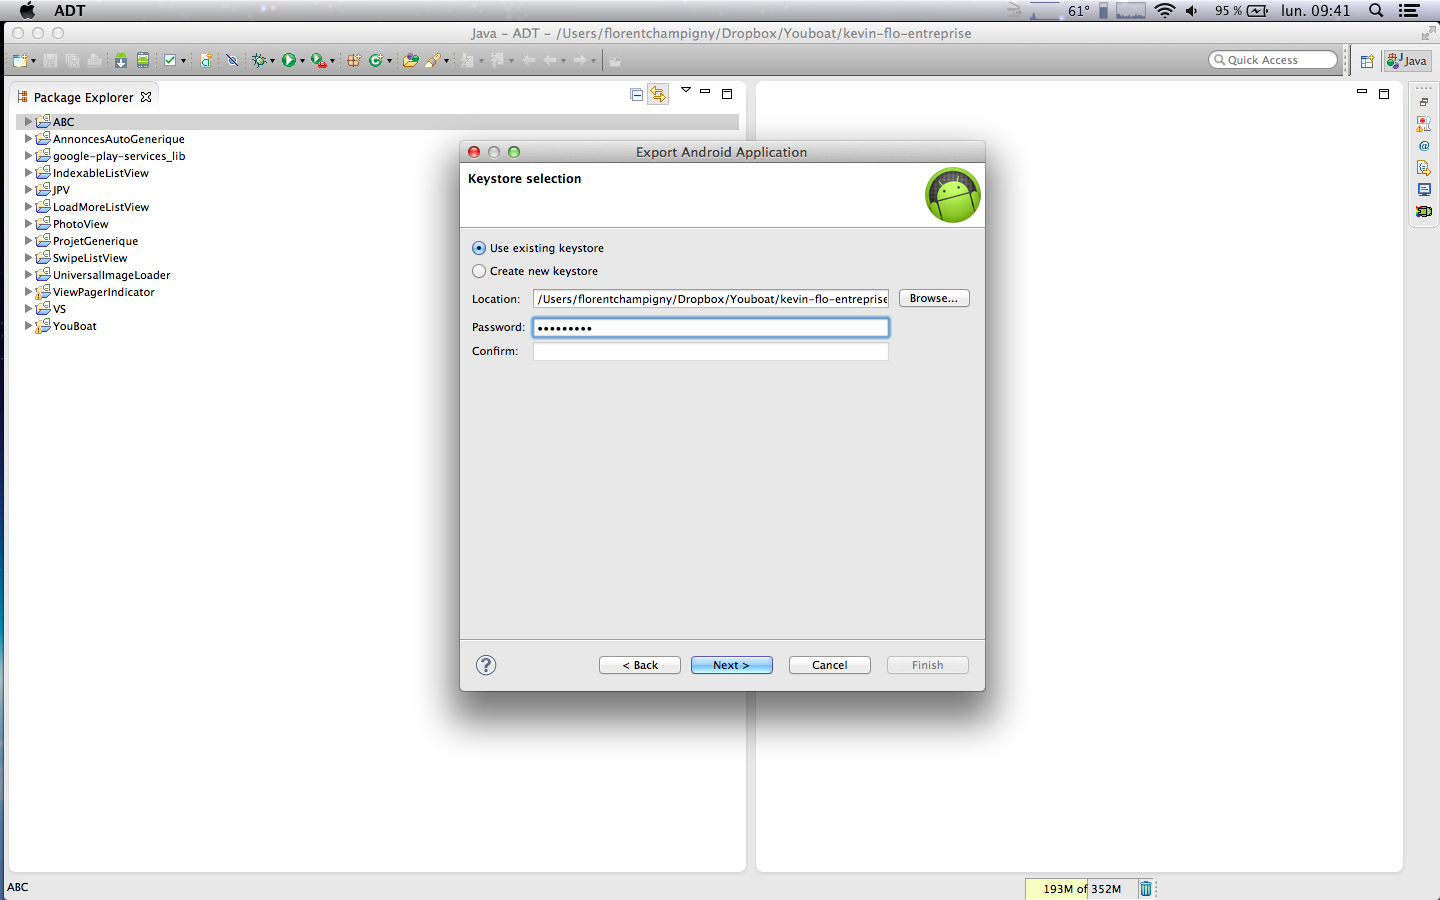 ADT
61°
95 %
lun. 09:41
Java - ADT - /Users/florentchampigny/Dropbox/Youboat/kevin-flo-entreprise
Quick Access
Java
Package Explorer
ABC
AnnoncesAutoGenerique
google-play-services_lib
IndexableListView
JPV
LoadMoreListView
PhotoView
ProjetGenerique
SwipeListView
UniversalImageLoader
ViewPagerIndicator
VS
YouBoat
Export Android Application
Keystore selection
Use existing keystore
Create new keystore
Location: /Users/florentchampigny/Dropbox/Youboat/kevin-flo-entreprise Browse...
Password: •••••••••
Confirm:
? < Back Next > Cancel Finish
ABC
193M of 352M